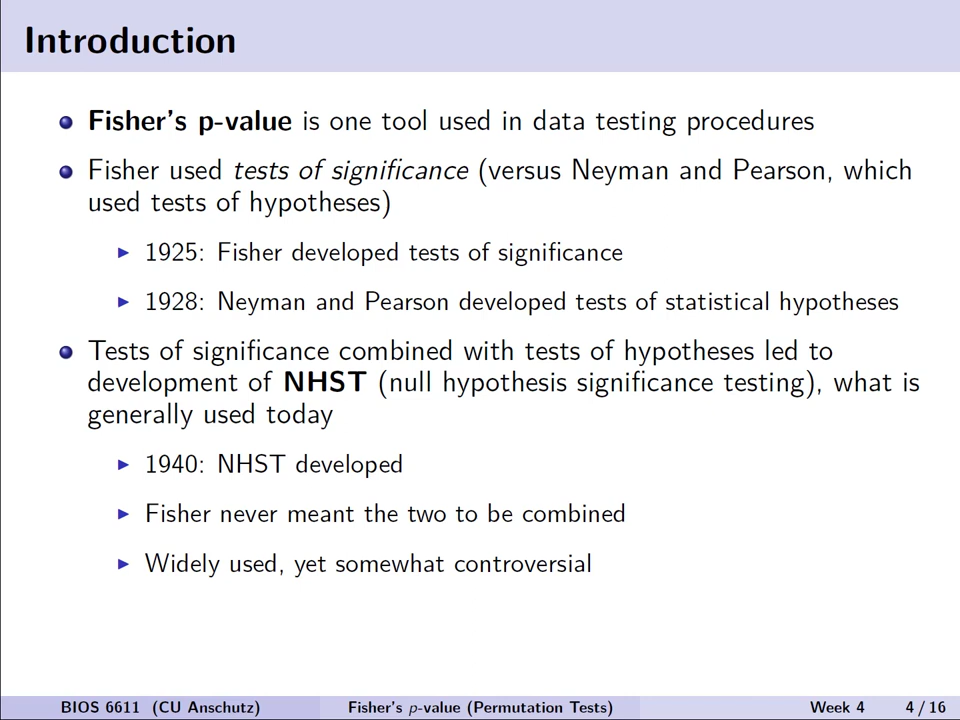 Introduction
Fisher's p-value is one tool used in data testing procedures
Fisher used tests of significance (versus Neyman and Pearson, which
used tests of hypotheses)
1925: Fisher developed tests of significance
1928: Neyman and Pearson developed tests of statistical hypotheses
Tests of significance combined with tests of hypotheses led to
development of NHST (null hypothesis significance testing), what is
generally used today
1940: NHST developed
Fisher never meant the two to be combined
Widely used, yet somewhat controversial
BIOS 6611 (CU Anschutz) Fisher's p-value (Permutation Tests) Week 4 4 / 16